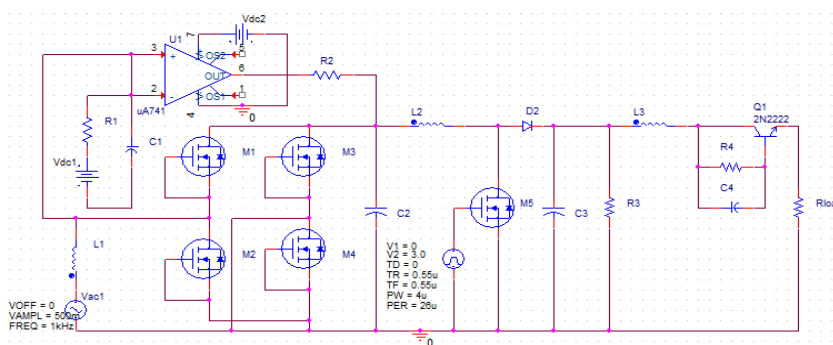 Vdc2
U1
7
3
+
OS2
5
R2
OUT
6
2
-
OS1
1
uA741
4
0
R1
C1
Vdc1
M1
M3
L2
D2
L3
Q1
2N2222
R4
C4
M5
C2
C3
R3
L1
M2
M4
V1 = 0
V2 = 3.0
TD = 0
TR = 0.55u
TF = 0.55u
PW = 4u
PER = 26u
Vac1
VOFF = 0
VAMPL = 500m
FREQ = 1kHz
0